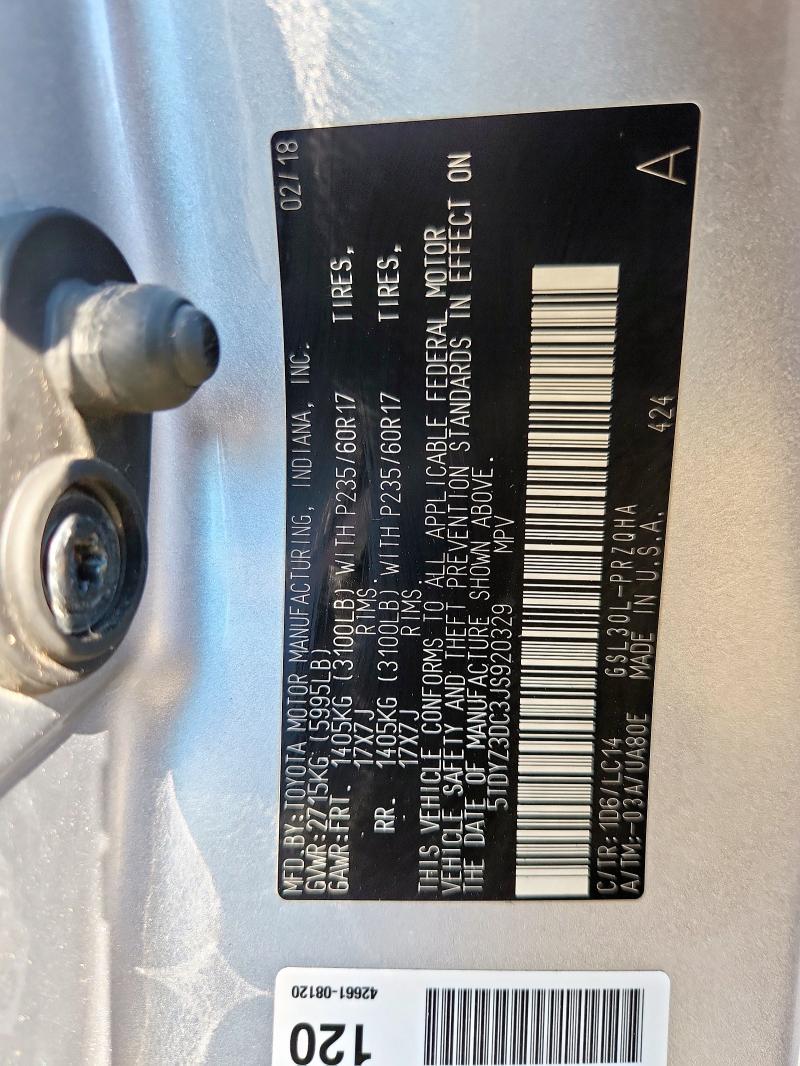 MFD.BY:TOYOTA MOTOR MANUFACTURING, INDIANA, INC. 02/18
GVWR:2715KG (5995LB)
GAWR:FRT. 1405KG (3100LB) WITH P235/60R17 TIRES,
17X7J RIMS.
RR. 1405KG (3100LB) WITH P235/60R17 TIRES,
17X7J RIMS.
THIS VEHICLE CONFORMS TO ALL APPLICABLE FEDERAL MOTOR
VEHICLE SAFETY AND THEFT PREVENTION STANDARDS IN EFFECT ON
THE DATE OF MANUFACTURE SHOWN ABOVE.
5TDYZ3DC3JS920329 MPV
C/TR:1D6/LC14 GSL30L-PRZQHA 424 A
A/TM:-03A/UA80E MADE IN U.S.A.
42661-08120
120